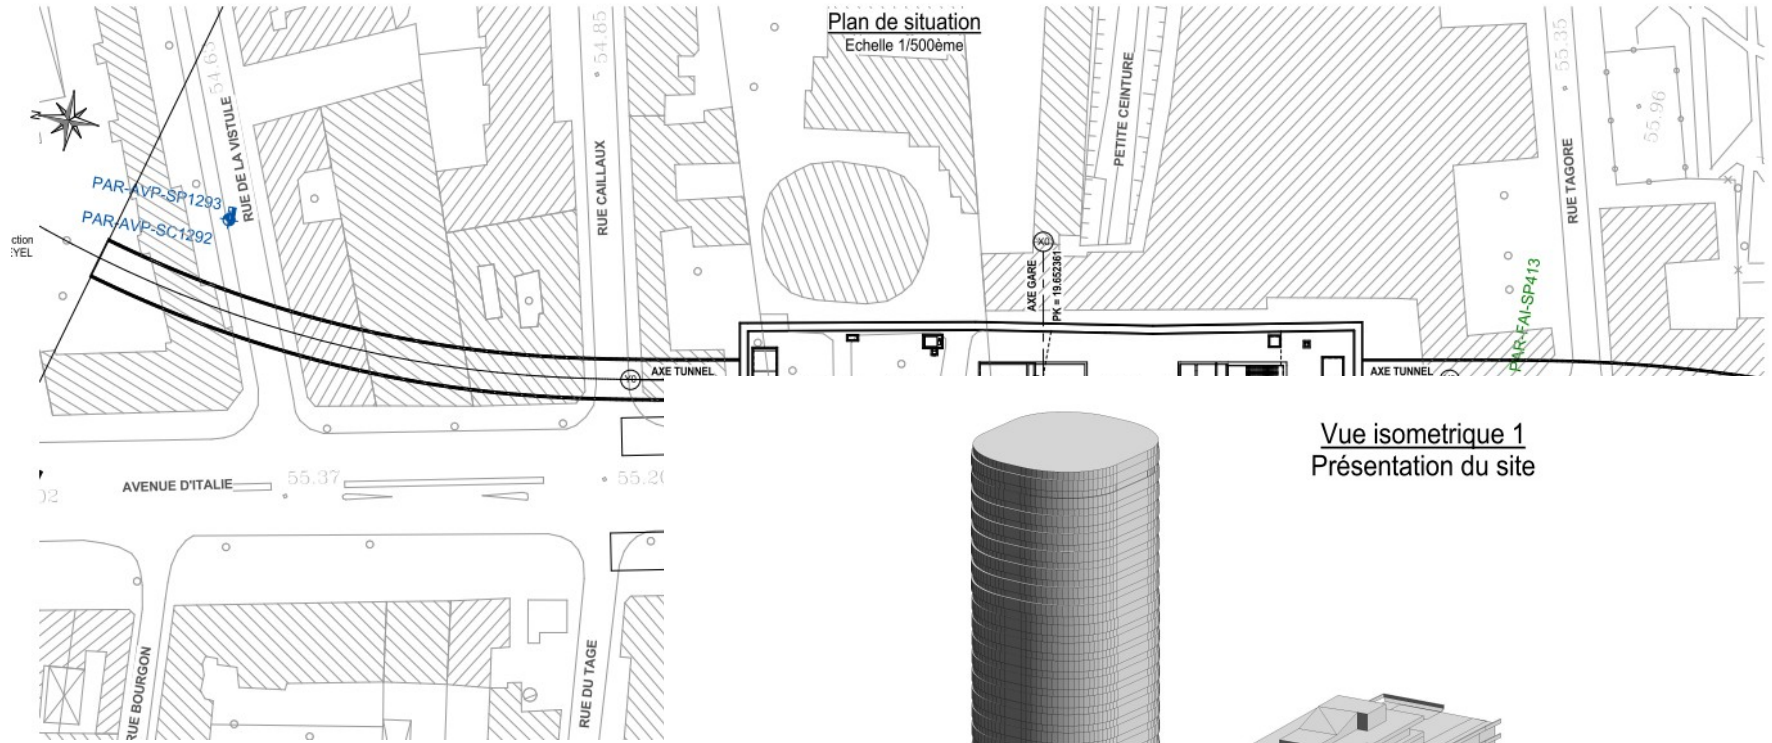 Plan de situation
Echelle 1/500ème
54.65
54.85
55.35
55.96
N
PETITE CEINTURE
RUE DE LA VISTULE
RUE CAILLAUX
RUE TAGORE
PAR-AVP-SP1293
PAR-AVP-SC1292
ction
AXE GARE
PK = 19.652361
X0
PAR-FAI-SP413
Y0
AXE TUNNEL
AXE TUNNEL
Vue isometrique 1
Présentation du site
AVENUE D'ITALIE
55.37
55.20
RUE BOURGON
RUE DU TAGE